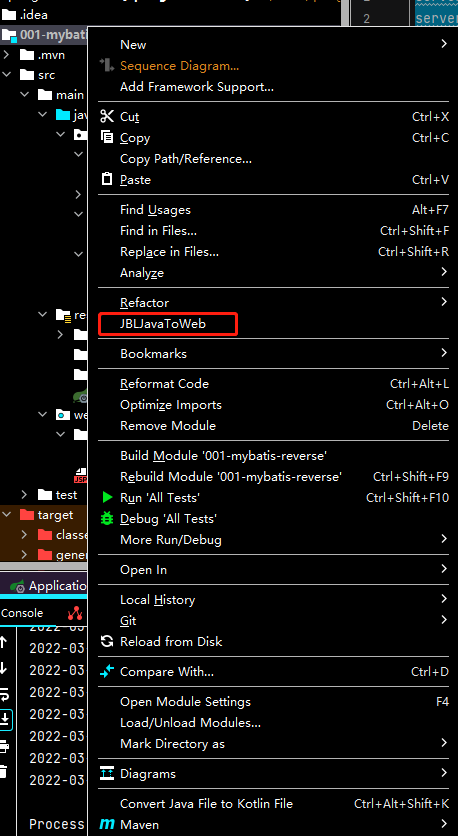 .idea
001-mybatis
.mvn
src
main
jav
re
we
JSP
test
target
classe
gener
Application
Console
2022-03
2022-03
2022-03
2022-03
2022-03
2022-03
2022-03
2022-03
Process
2
server
New
Sequence Diagram...
Add Framework Support...
Cut Ctrl+X
Copy Ctrl+C
Copy Path/Reference...
Paste Ctrl+V
Find Usages Alt+F7
Find in Files... Ctrl+Shift+F
Replace in Files... Ctrl+Shift+R
Analyze
Refactor
JBLJavaToWeb
Bookmarks
Reformat Code Ctrl+Alt+L
Optimize Imports Ctrl+Alt+O
Remove Module Delete
Build Module '001-mybatis-reverse'
Rebuild Module '001-mybatis-reverse' Ctrl+Shift+F9
Run 'All Tests' Ctrl+Shift+F10
Debug 'All Tests'
More Run/Debug
Open In
Local History
Git
Reload from Disk
Compare With... Ctrl+D
Open Module Settings F4
Load/Unload Modules...
Mark Directory as
Diagrams
Convert Java File to Kotlin File Ctrl+Alt+Shift+K
Maven